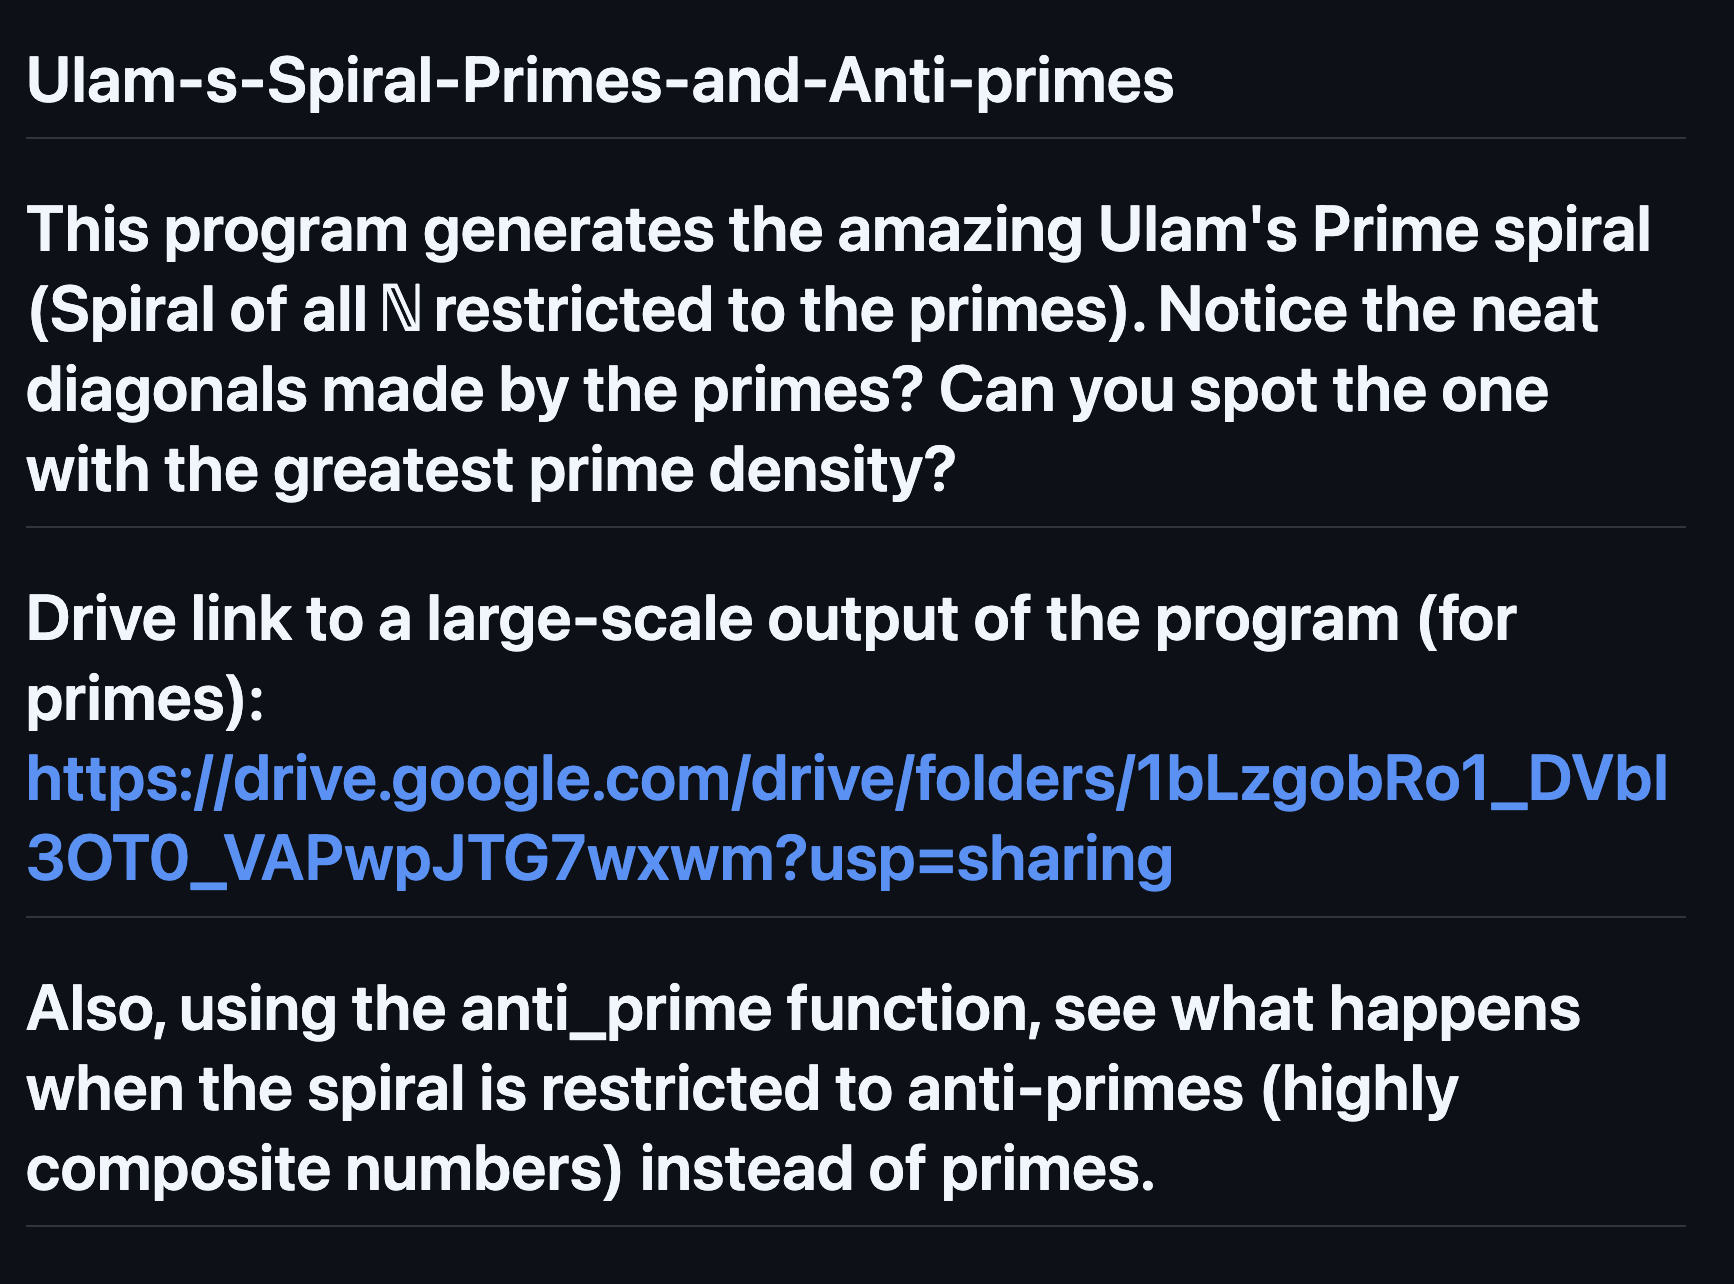 Ulam-s-Spiral-Primes-and-Anti-primes
This program generates the amazing Ulam's Prime spiral
(Spiral of all ℕ restricted to the primes). Notice the neat
diagonals made by the primes? Can you spot the one
with the greatest prime density?
Drive link to a large-scale output of the program (for
primes):
https://drive.google.com/drive/folders/1bLzgobRo1_DVbI
3OT0_VAPwpJTG7wxwm?usp=sharing
Also, using the anti_prime function, see what happens
when the spiral is restricted to anti-primes (highly
composite numbers) instead of primes.